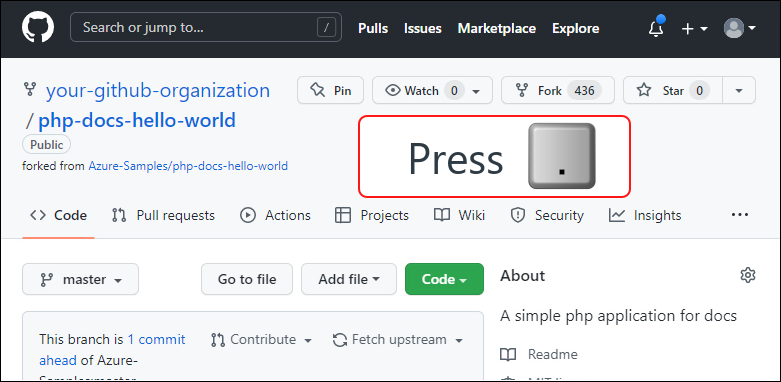 Search or jump to... /
Pulls Issues Marketplace Explore
your-github-organization
/ php-docs-hello-world
Public
forked from Azure-Samples/php-docs-hello-world
Pin
Watch 0
Fork 436
Star 0
Press .
Code Pull requests Actions Projects Wiki Security Insights ...
master
Go to file
Add file
Code
This branch is 1 commit
ahead of Azure-
Samples:master
Contribute
Fetch upstream
About
A simple php application for docs
Readme
MIT license